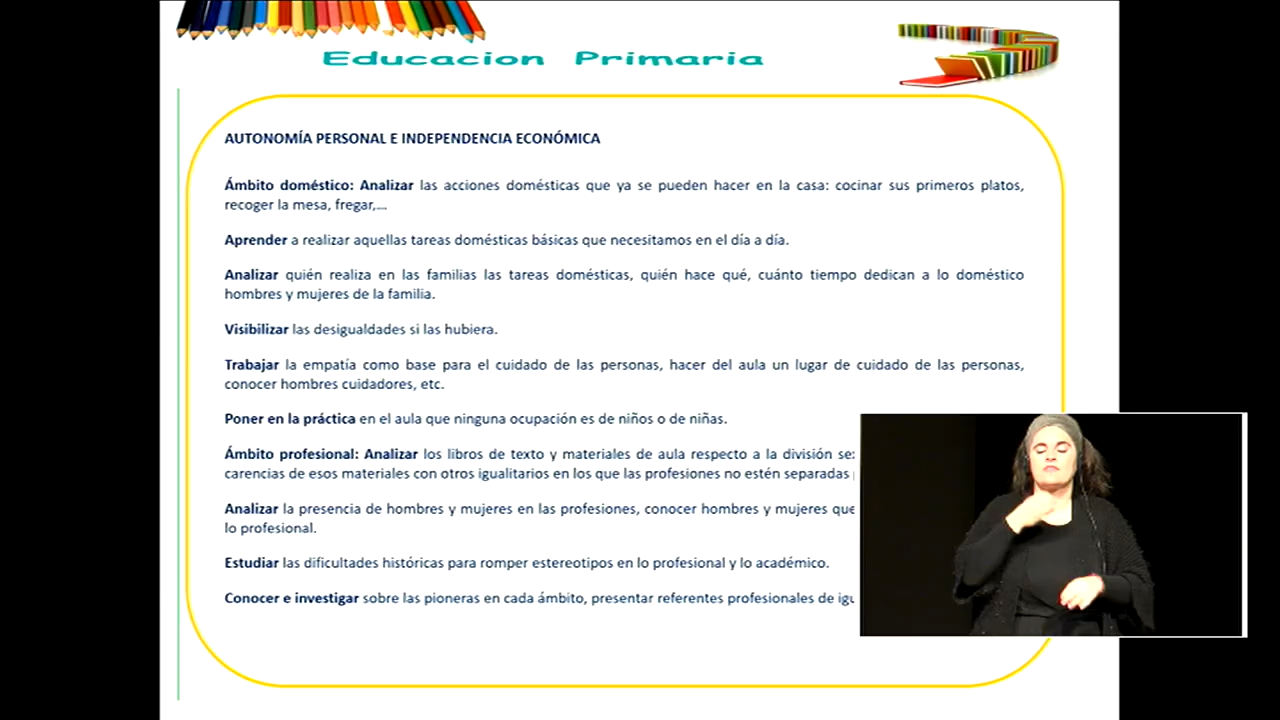 Educacion Primaria
AUTONOMÍA PERSONAL E INDEPENDENCIA ECONÓMICA
Ámbito doméstico: Analizar las acciones domésticas que ya se pueden hacer en la casa: cocinar sus primeros platos,
recoger la mesa, fregar,...
Aprender a realizar aquellas tareas domésticas básicas que necesitamos en el día a día.
Analizar quién realiza en las familias las tareas domésticas, quién hace qué, cuánto tiempo dedican a lo doméstico
hombres y mujeres de la familia.
Visibilizar las desigualdades si las hubiera.
Trabajar la empatía como base para el cuidado de las personas, hacer del aula un lugar de cuidado de las personas,
conocer hombres cuidadores, etc.
Poner en la práctica en el aula que ninguna ocupación es de niños o de niñas.
Ámbito profesional: Analizar los libros de texto y materiales de aula respecto a la división
carencias de esos materiales con otros igualitarios en los que las profesiones no estén separadas
Analizar la presencia de hombres y mujeres en las profesiones, conocer hombres y mujeres que
lo profesional.
Estudiar las dificultades históricas para romper estereotipos en lo profesional y lo académico.
Conocer e investigar sobre las pioneras en cada ámbito, presentar referentes profesionales de